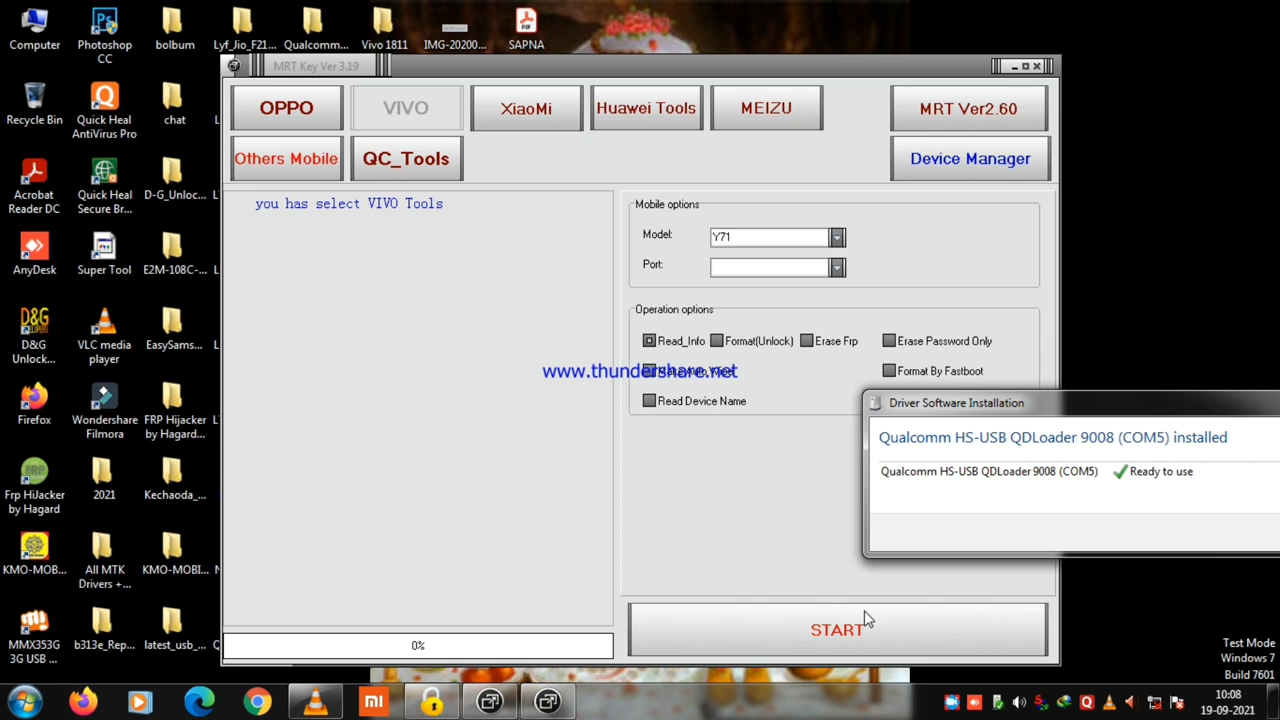 Computer
Photoshop
CC
bolbum
Lyf_Jio_F21...
Qualcomm...
Vivo 1811
IMG-20200...
SAPNA
Recycle Bin
Quick Heal
AntiVirus Pro
chat
Acrobat
Reader DC
Quick Heal
Secure Br...
D-G_Unloc...
AnyDesk
Super Tool
E2M-108C-...
D&G
Unlock...
VLC media
player
EasySams...
Firefox
Wondershare
Filmora
FRP Hijacker
by Hagard...
Frp HiJacker
by Hagard...
2021
Kechaoda_...
KMO-MOB...
All MTK
Drivers +...
KMO-MOBI...
MMX353G
3G USB ...
b313e_Rep...
latest_usb_...
MRT Key Ver 3.19
OPPO
VIVO
XiaoMi
Huawei Tools
MEIZU
MRT Ver2.60
Others Mobile
QC_Tools
Device Manager
you has select VIVO Tools
Mobile options
Model:
Y71
Port:
Operation options
Read_Info
Format(Unlock)
Erase Frp
Erase Password Only
www.thundershare.net
Format By Fastboot
Read Device Name
Driver Software Installation
Qualcomm HS-USB QDLoader 9008 (COM5) installed
Qualcomm HS-USB QDLoader 9008 (COM5)
Ready to use
START
0%
Test Mode
Windows 7
Build 7601
10:08
19-09-2021